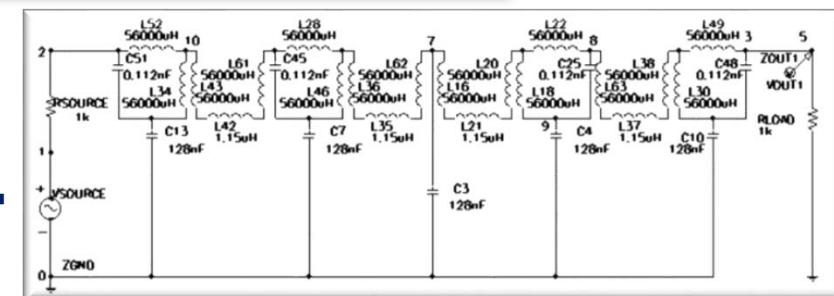 L52
56000uH
10
L28
56000uH
7
L22
56000uH
8
L49
56000uH
3
5
2
C51
0.112nF
L34
56000uH
L61
56000uH
L43
56000uH
C45
0.112nF
L46
56000uH
L62
56000uH
L36
56000uH
L20
56000uH
L16
56000uH
C25
0.112nF
L18
56000uH
L38
56000uH
L63
56000uH
C48
0.112nF
L30
56000uH
ZOUT1
VOUT1
RSOURCE
1k
C13
128nF
L42
1.15uH
C7
128nF
L35
1.15uH
L21
1.15uH
9
C4
128nF
L37
1.15uH
C10
128nF
RLOAD
1k
1
+
VSOURCE
C3
128nF
ZGND
0